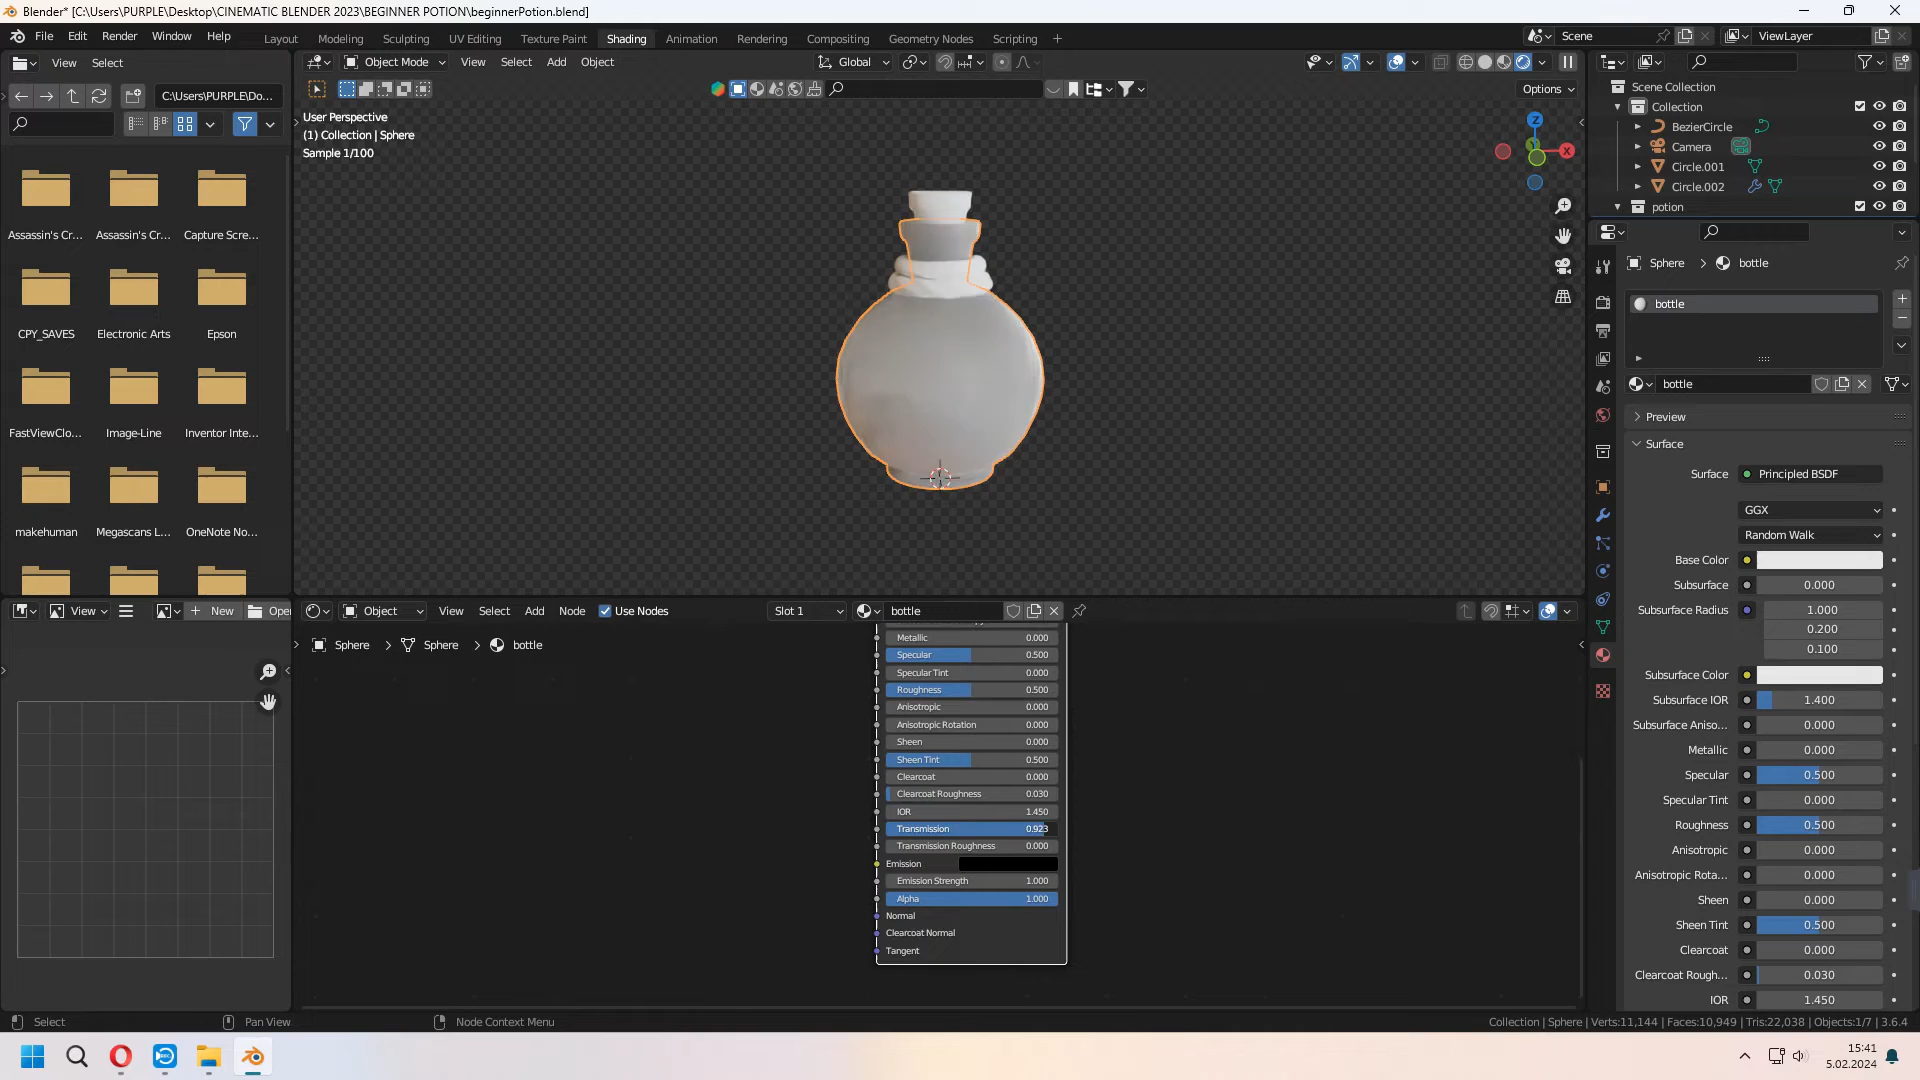 Blender* [C:\Users\PURPLE\Desktop\CINEMATIC BLENDER 2023\BEGINNER POTION\beginnerPotion.blend]
File Edit Render Window Help Layout Modeling Sculpting UV Editing Texture Paint Shading Animation Rendering Compositing Geometry Nodes Scripting + Scene ViewLayer
View Select
Object Mode View Select Add Object Global
C:\Users\PURPLE\Do...
Options
User Perspective
(1) Collection | Sphere
Sample 1/100
Z
X
Y
Assassin's Cr... Assassin's Cr... Capture Scre...
CPY_SAVES Electronic Arts Epson
FastViewClo... Image-Line Inventor Inte...
makehuman Megascans L... OneNote No...
Scene Collection
Collection
BezierCircle
Camera
Circle.001
Circle.002
potion
Sphere > bottle
bottle
bottle
Preview
Surface
Surface Principled BSDF
GGX
Random Walk
Base Color
Subsurface 0.000
Subsurface Radius 1.000
0.200
0.100
Subsurface Color
Subsurface IOR 1.400
Subsurface Aniso... 0.000
Metallic 0.000
Specular 0.500
Specular Tint 0.000
Roughness 0.500
Anisotropic 0.000
Anisotropic Rota... 0.000
Sheen 0.000
Sheen Tint 0.500
Clearcoat 0.000
Clearcoat Rough... 0.030
IOR 1.450
View New Open
Object View Select Add Node Use Nodes Slot 1 bottle
Sphere > Sphere > bottle
Metallic 0.000
Specular 0.500
Specular Tint 0.000
Roughness 0.500
Anisotropic 0.000
Anisotropic Rotation 0.000
Sheen 0.000
Sheen Tint 0.500
Clearcoat 0.000
Clearcoat Roughness 0.030
IOR 1.450
Transmission 0.923
Transmission Roughness 0.000
Emission
Emission Strength 1.000
Alpha 1.000
Normal
Clearcoat Normal
Tangent
Select Pan View Node Context Menu Collection | Sphere | Verts:11,144 | Faces:10,949 | Tris:22,038 | Objects:1/7 | 3.6.4
15:41
5.02.2024